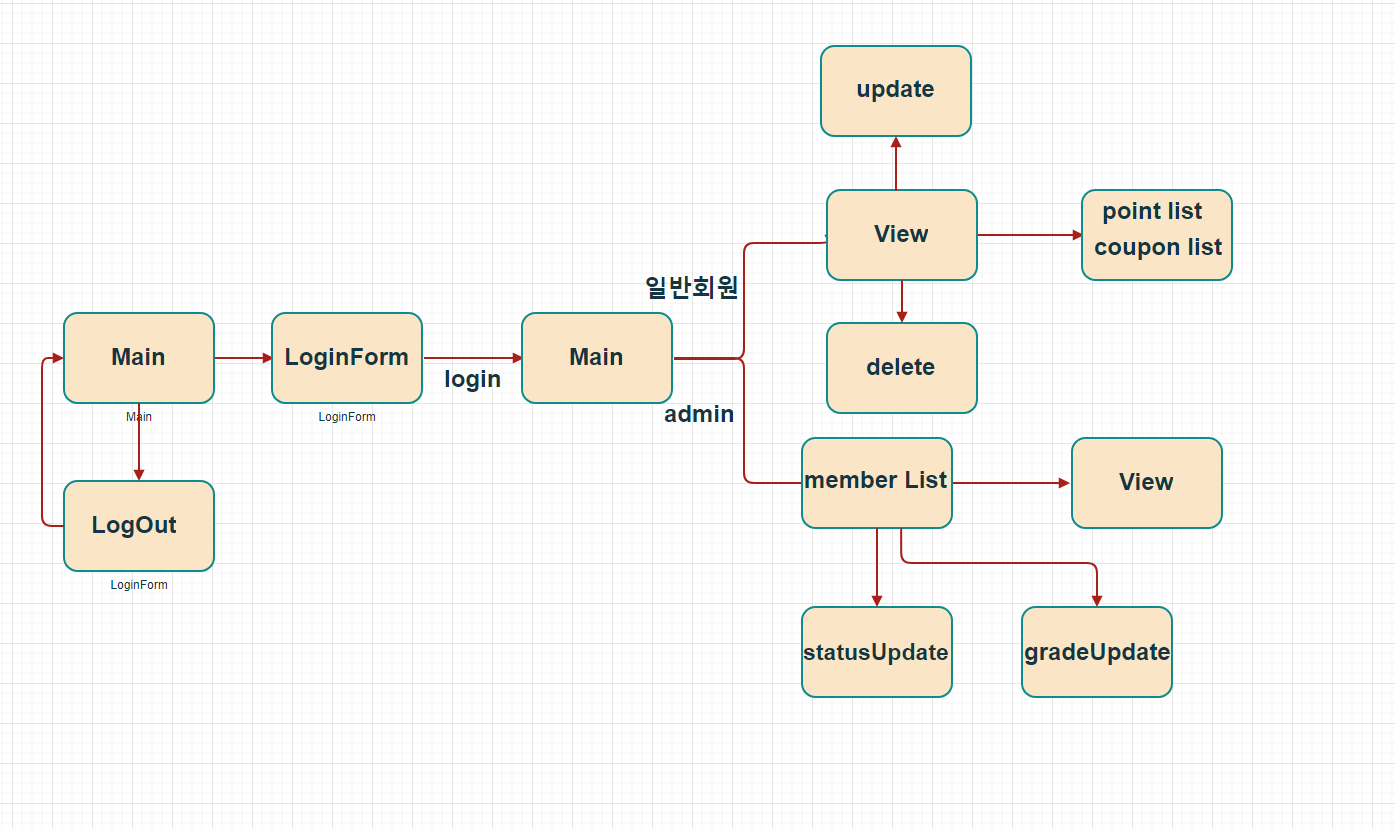 update
View
point list
coupon list
일반회원
Main
LoginForm
login
Main
delete
Main
LoginForm
admin
member List
View
LogOut
LoginForm
statusUpdate
gradeUpdate